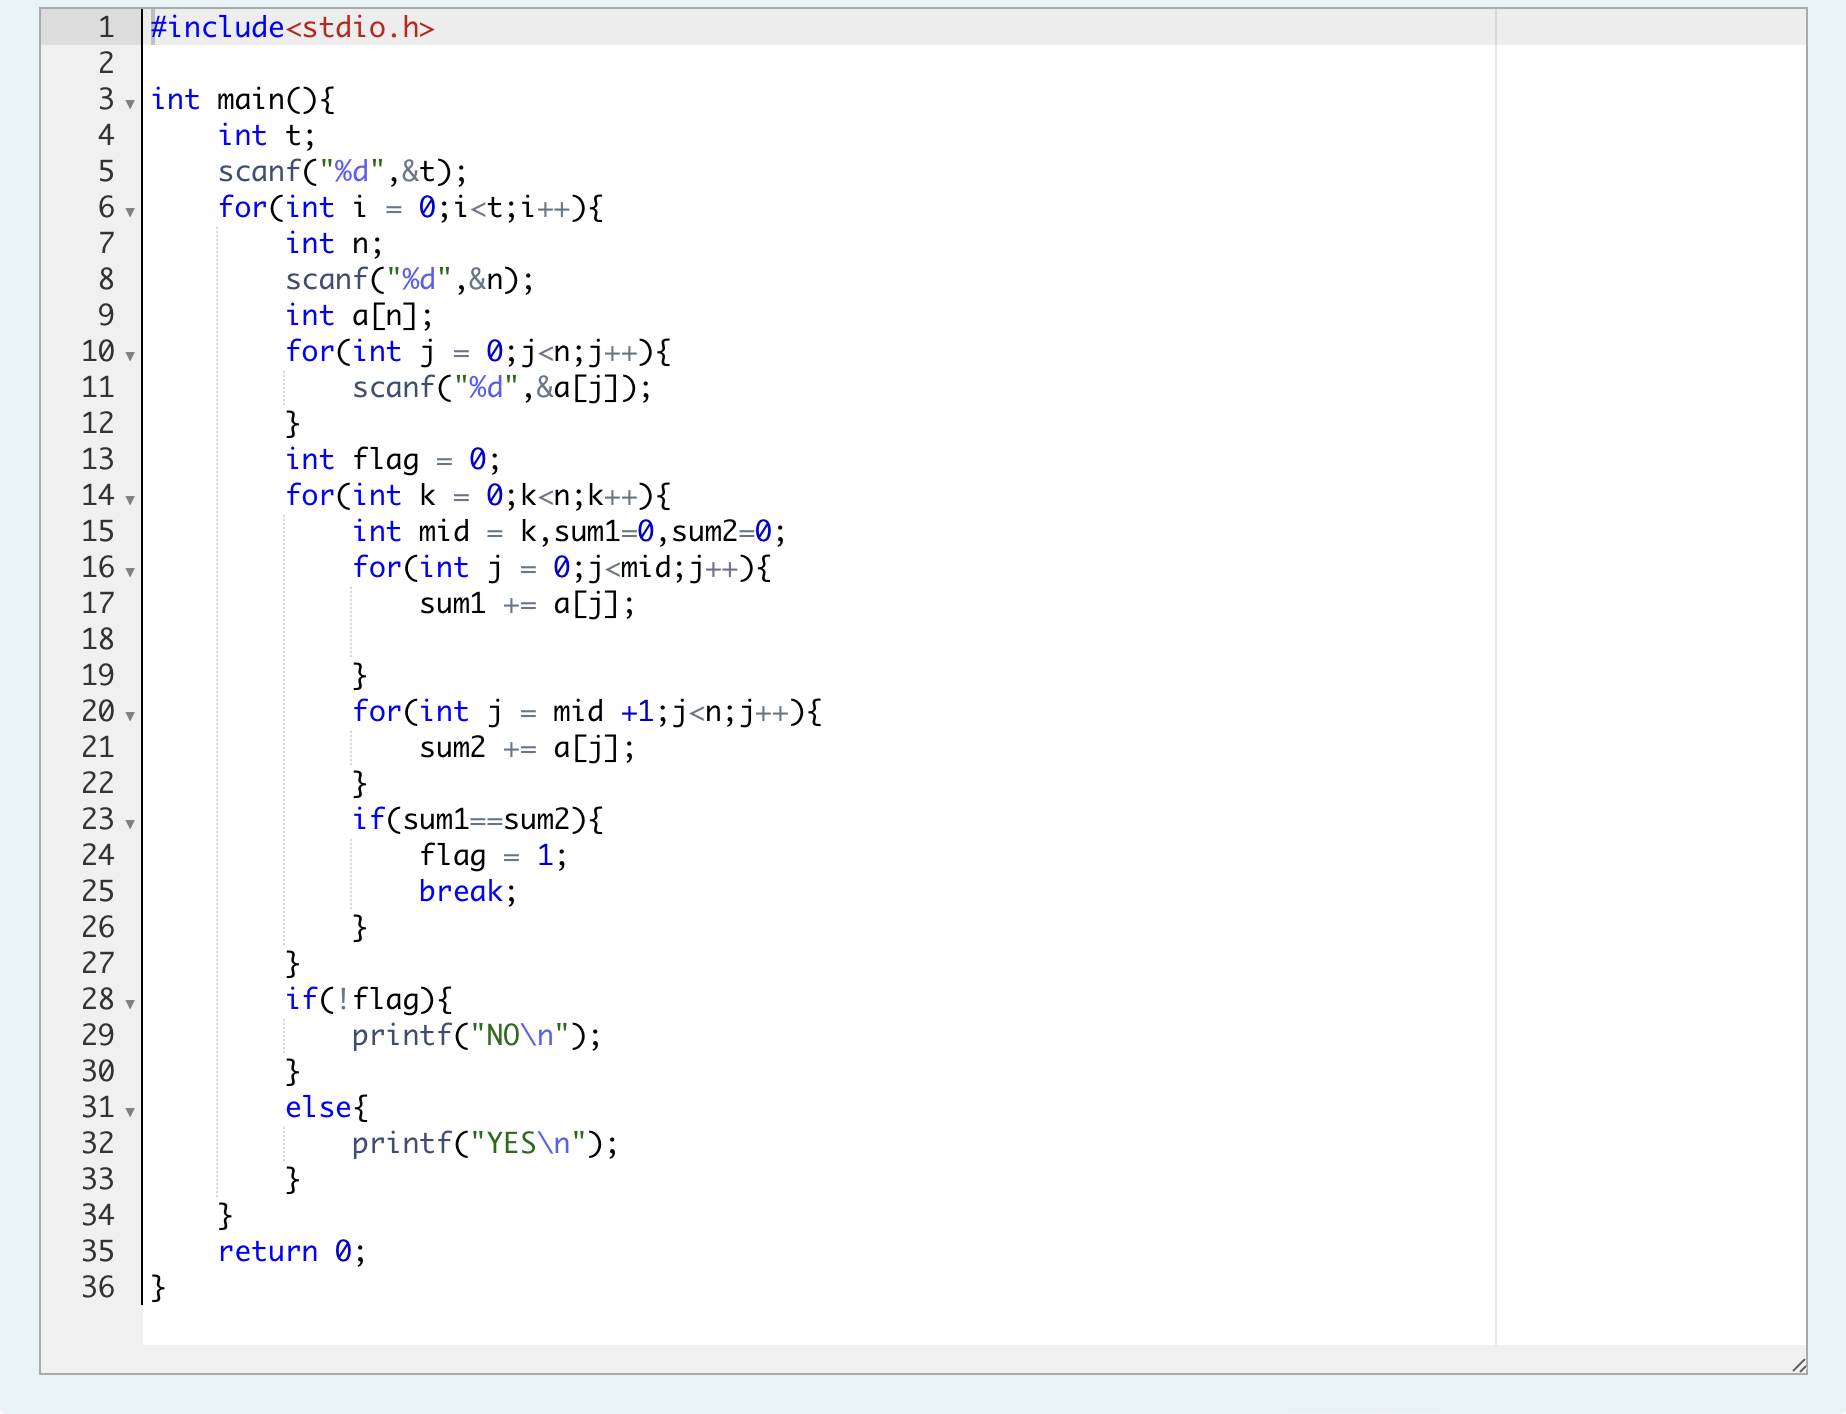 1 #include<stdio.h>
2
3 int main(){
4     int t;
5     scanf("%d",&t);
6     for(int i = 0;i<t;i++){
7         int n;
8         scanf("%d",&n);
9         int a[n];
10         for(int j = 0;j<n;j++){
11             scanf("%d",&a[j]);
12         }
13         int flag = 0;
14         for(int k = 0;k<n;k++){
15             int mid = k,sum1=0,sum2=0;
16             for(int j = 0;j<mid;j++){
17                 sum1 += a[j];
18
19             }
20             for(int j = mid +1;j<n;j++){
21                 sum2 += a[j];
22             }
23             if(sum1==sum2){
24                 flag = 1;
25                 break;
26             }
27         }
28         if(!flag){
29             printf("NO\n");
30         }
31         else{
32             printf("YES\n");
33         }
34     }
35     return 0;
36 }